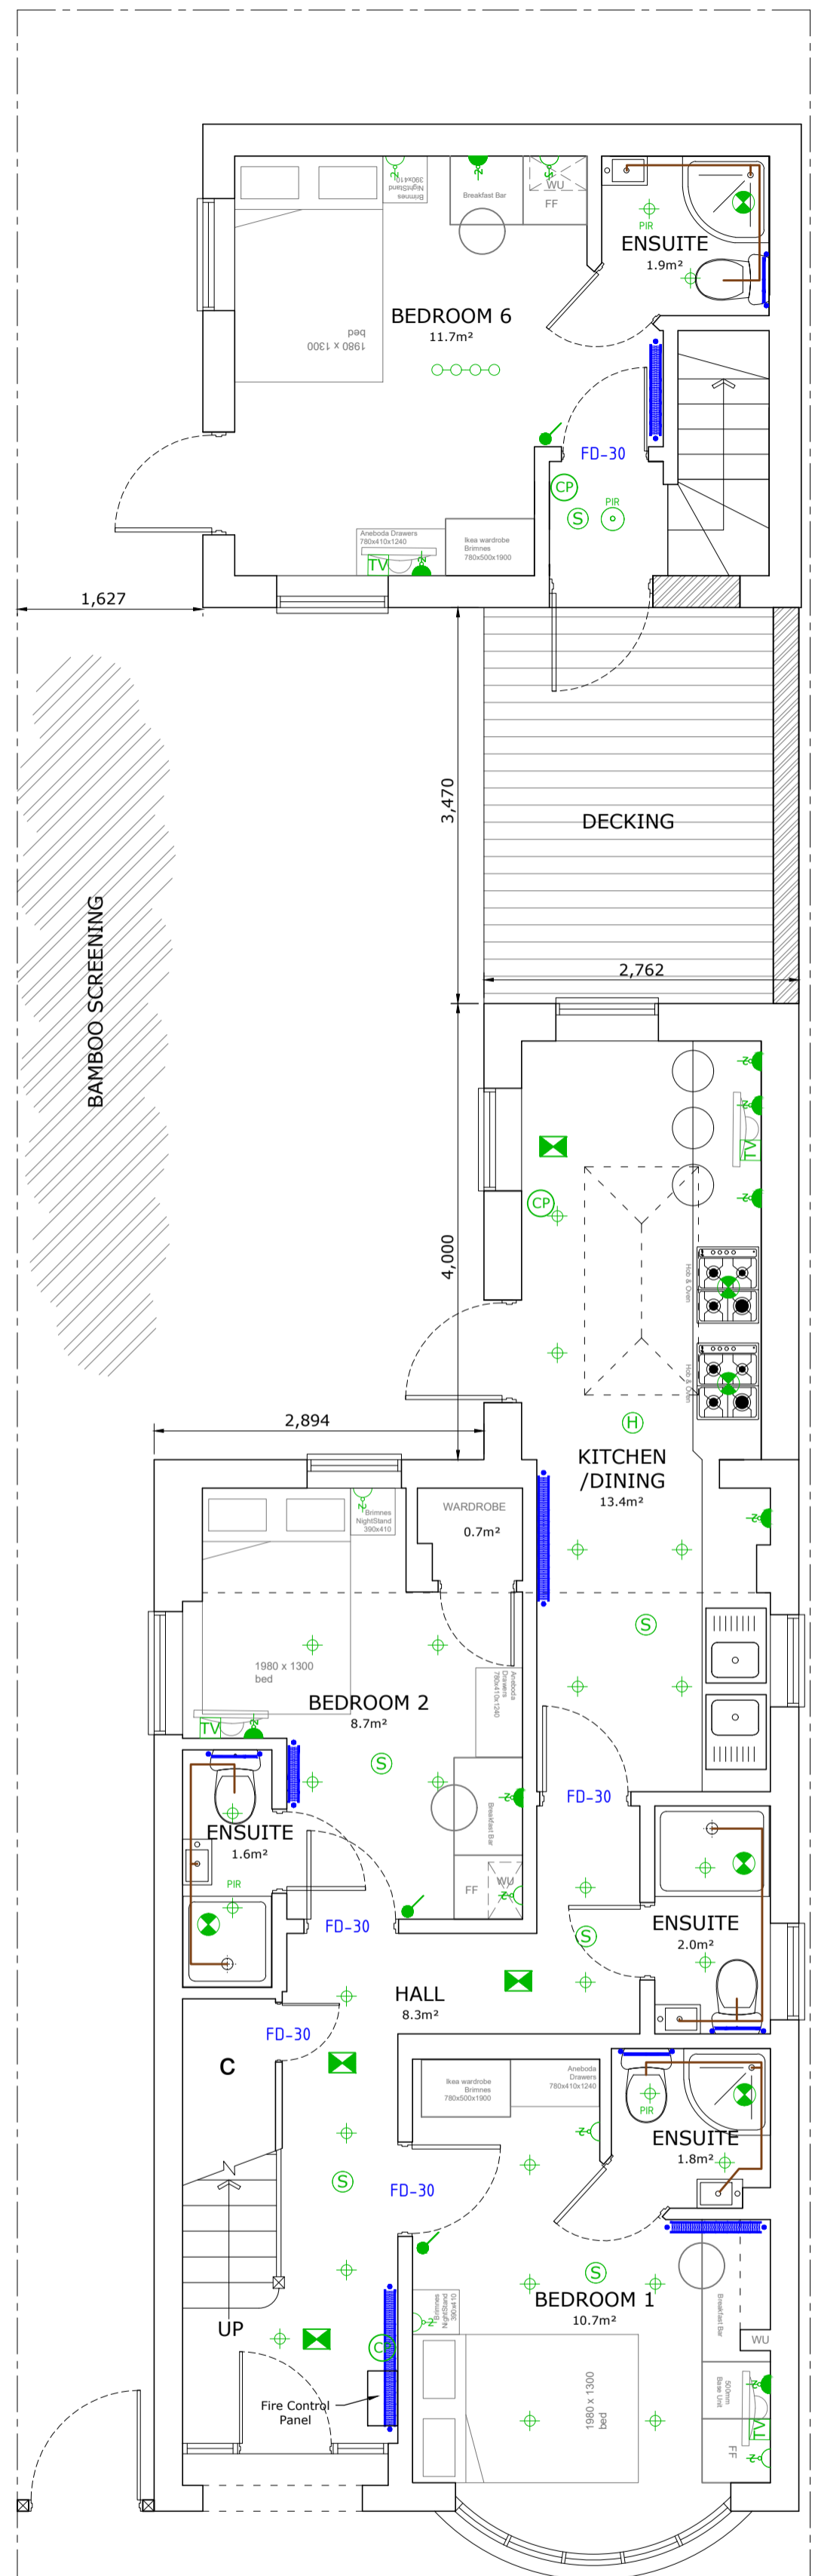 Brimnes
NightStand
390x410
Breakfast Bar
WU
FF
PIR
ENSUITE
1.9m²
BEDROOM 6
11.7m²
1980 x 1300
bed
FD-30
CP
S
PIR
Aneboda Drawers
780x410x1240
TV
Ikea wardrobe
Brimnes
780x500x1900
1,627
3,470
DECKING
2,762
BAMBOO SCREENING
TV
CP
4,000
Hob & Oven
Hob & Oven
H
KITCHEN
/DINING
13.4m²
2,894
Brimnes
NightStand
390x410
WARDROBE
0.7m²
S
1980 x 1300
bed
Aneboda
Drawers
780x410x1240
BEDROOM 2
8.7m²
TV
S
FD-30
Breakfast Bar
ENSUITE
1.6m²
PIR
FF
WU
FD-30
S
ENSUITE
2.0m²
HALL
8.3m²
FD-30
C
Ikea wardrobe
Brimnes
780x500x1900
Aneboda
Drawers
780x410x1240
PIR
ENSUITE
1.8m²
S
FD-30
S
Brimnes
NightStand
390x410
BEDROOM 1
10.7m²
Breakfast Bar
UP
WU
Fire Control
Panel
1980 x 1300
bed
500mm
Base Unit
TV
FF